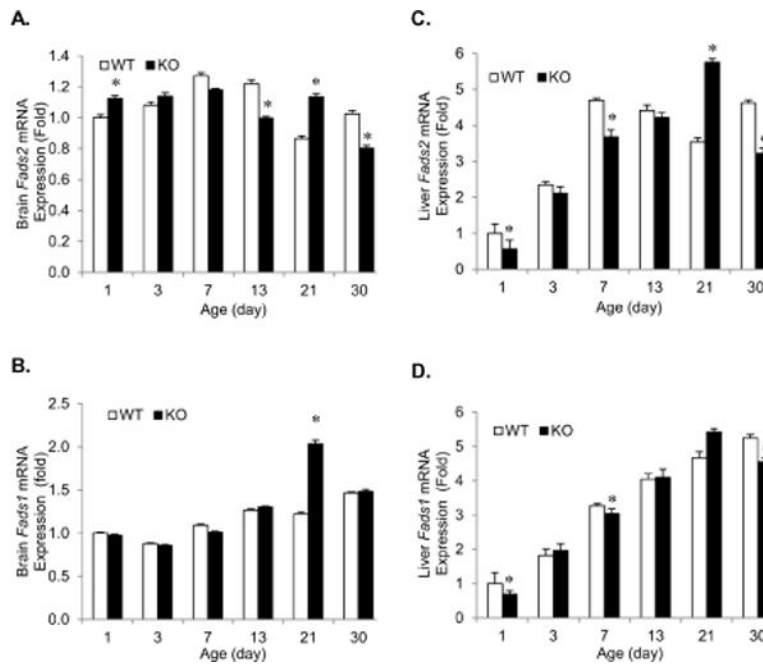 A.
Brain Fads2 mRNA
Expression (Fold)
1.4
1.2
1.0
0.8
0.6
0.4
0.2
0.0
WT KO
*
*
*
*
1 3 7 13 21 30
Age (day)
C.
Liver Fads2 mRNA
Expression (Fold)
6
5
4
3
2
1
0
WT KO
*
*
*
1 3 7 13 21 30
Age (day)
B.
Brain Fads1 mRNA
Expression (fold)
2.5
2.0
1.5
1.0
0.5
0.0
WT KO
*
1 3 7 13 21 30
Age (day)
D.
Liver Fads1 mRNA
Expression (Fold)
6
5
4
3
2
1
0
WT KO
*
*
1 3 7 13 21 30
Age (day)